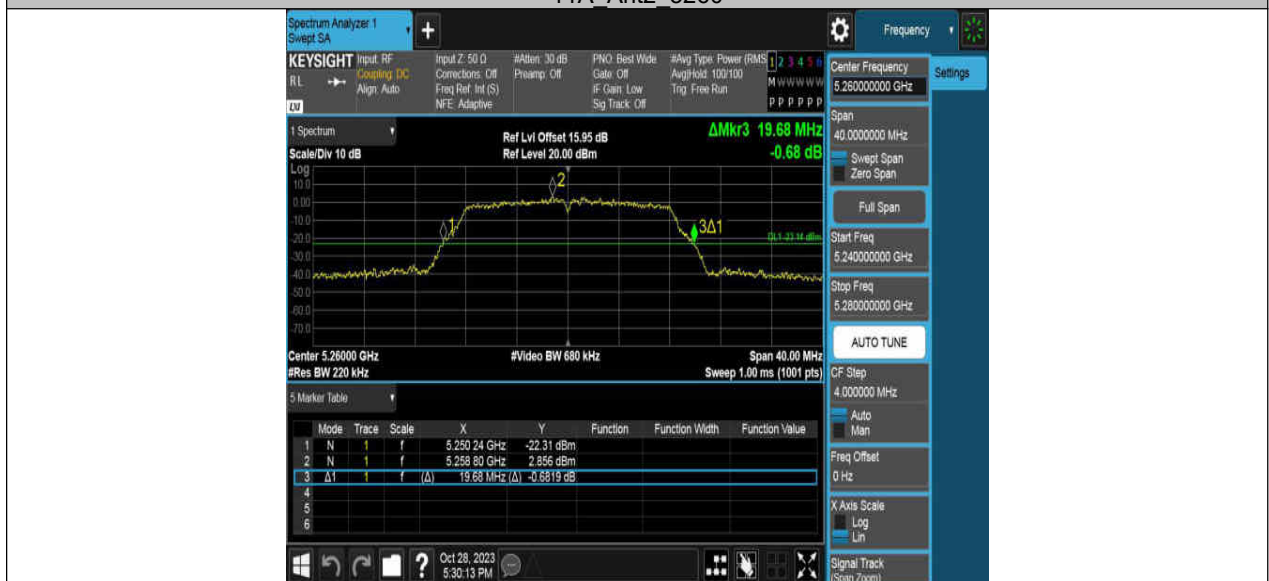 Spectrum Analyzer 1
Swept SA
+
Frequency
KEYSIGHT
RL
LXI
Input: RF
Coupling: DC
Align: Auto
Input Z: 50 Ω
Corrections: Off
Freq Ref: Int (S)
NFE: Adaptive
#Atten: 30 dB
Preamp: Off
PNO: Best Wide
Gate: Off
IF Gain: Low
Sig Track: Off
#Avg Type: Power (RMS
Avg|Hold: 100/100
Trig: Free Run
1 2 3 4 5 6
M W W W W W
P P P P P P
Center Frequency
5.260000000 GHz
Settings
Span
40.0000000 MHz
Swept Span
Zero Span
Full Span
Start Freq
5.240000000 GHz
Stop Freq
5.280000000 GHz
AUTO TUNE
CF Step
4.000000 MHz
Auto
Man
Freq Offset
0 Hz
X Axis Scale
Log
Lin
Signal Track
(Span Zoom)
1 Spectrum
Scale/Div 10 dB
Ref Lvl Offset 15.95 dB
Ref Level 20.00 dBm
ΔMkr3 19.68 MHz
-0.68 dB
Log
10.0
0.00
-10.0
-20.0
-30.0
-40.0
-50.0
-60.0
-70.0
1
2
3Δ1
DL1 -23.14 dBm
Center 5.26000 GHz
#Video BW 680 kHz
Span 40.00 MHz
#Res BW 220 kHz
Sweep 1.00 ms (1001 pts)
5 Marker Table
Mode Trace Scale X Y Function Function Width Function Value
1 N 1 f 5.250 24 GHz -22.31 dBm
2 N 1 f 5.258 80 GHz 2.856 dBm
3 Δ1 1 f (Δ) 19.68 MHz (Δ) -0.6819 dB
4
5
6
?
Oct 28, 2023
5:30:13 PM